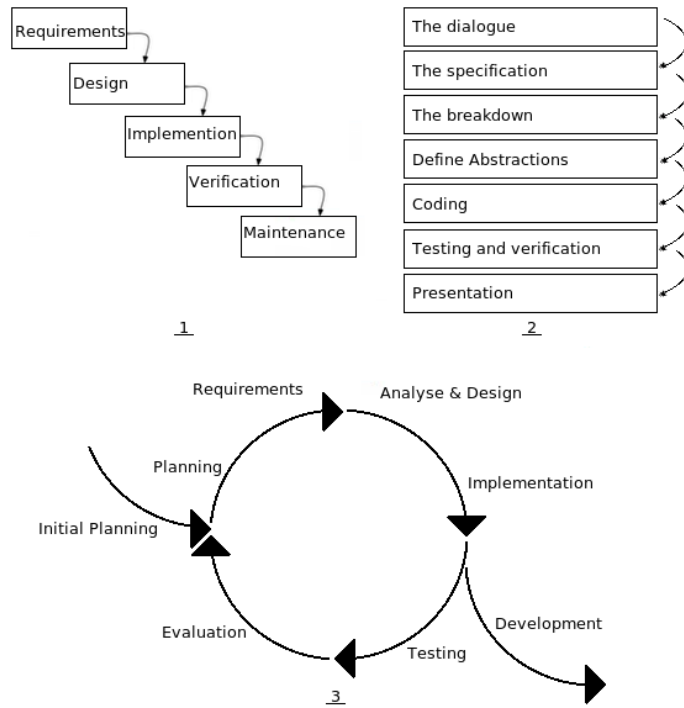 Requirements
Design
Implemention
Verification
Maintenance
1
The dialogue
The specification
The breakdown
Define Abstractions
Coding
Testing and verification
Presentation
2
Requirements
Analyse & Design
Planning
Implementation
Initial Planning
Development
Evaluation
Testing
3